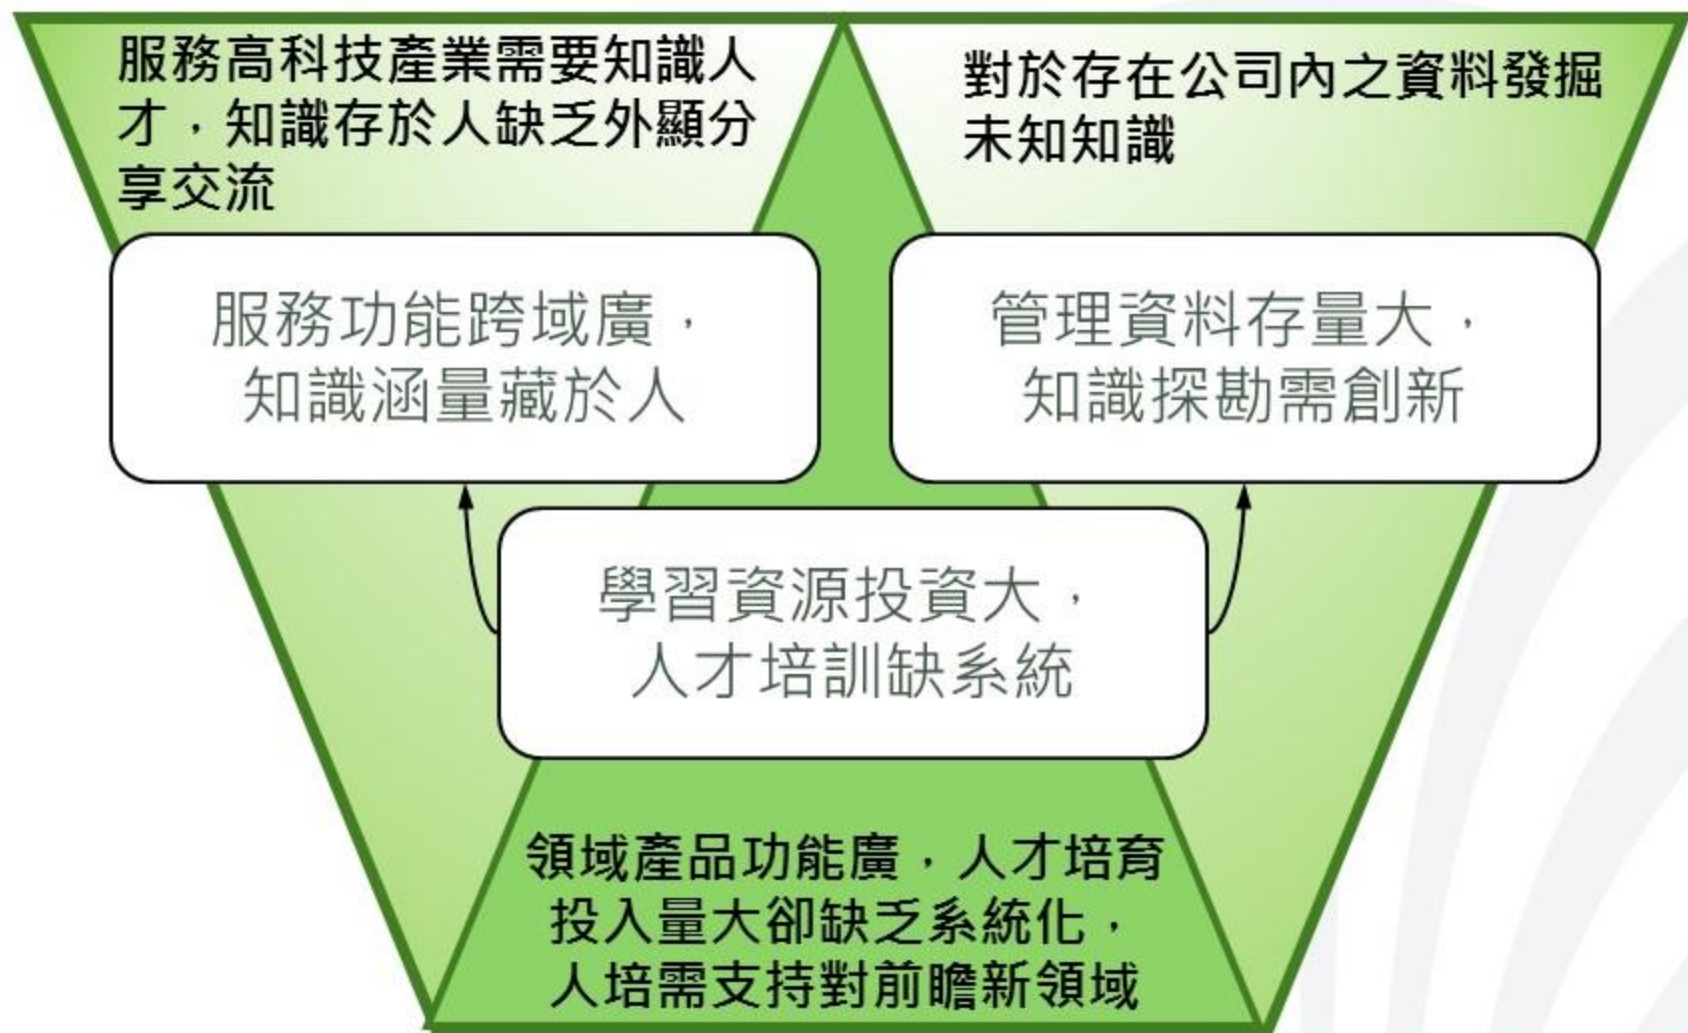 服務高科技產業需要知識人
才，知識存於人缺乏外顯分
享交流
對於存在公司內之資料發掘
未知知識
服務功能跨域廣，
知識涵量藏於人
管理資料存量大，
知識探勘需創新
學習資源投資大，
人才培訓缺系統
領域產品功能廣，人才培育
投入量大卻缺乏系統化，
人培需支持對前瞻新領域